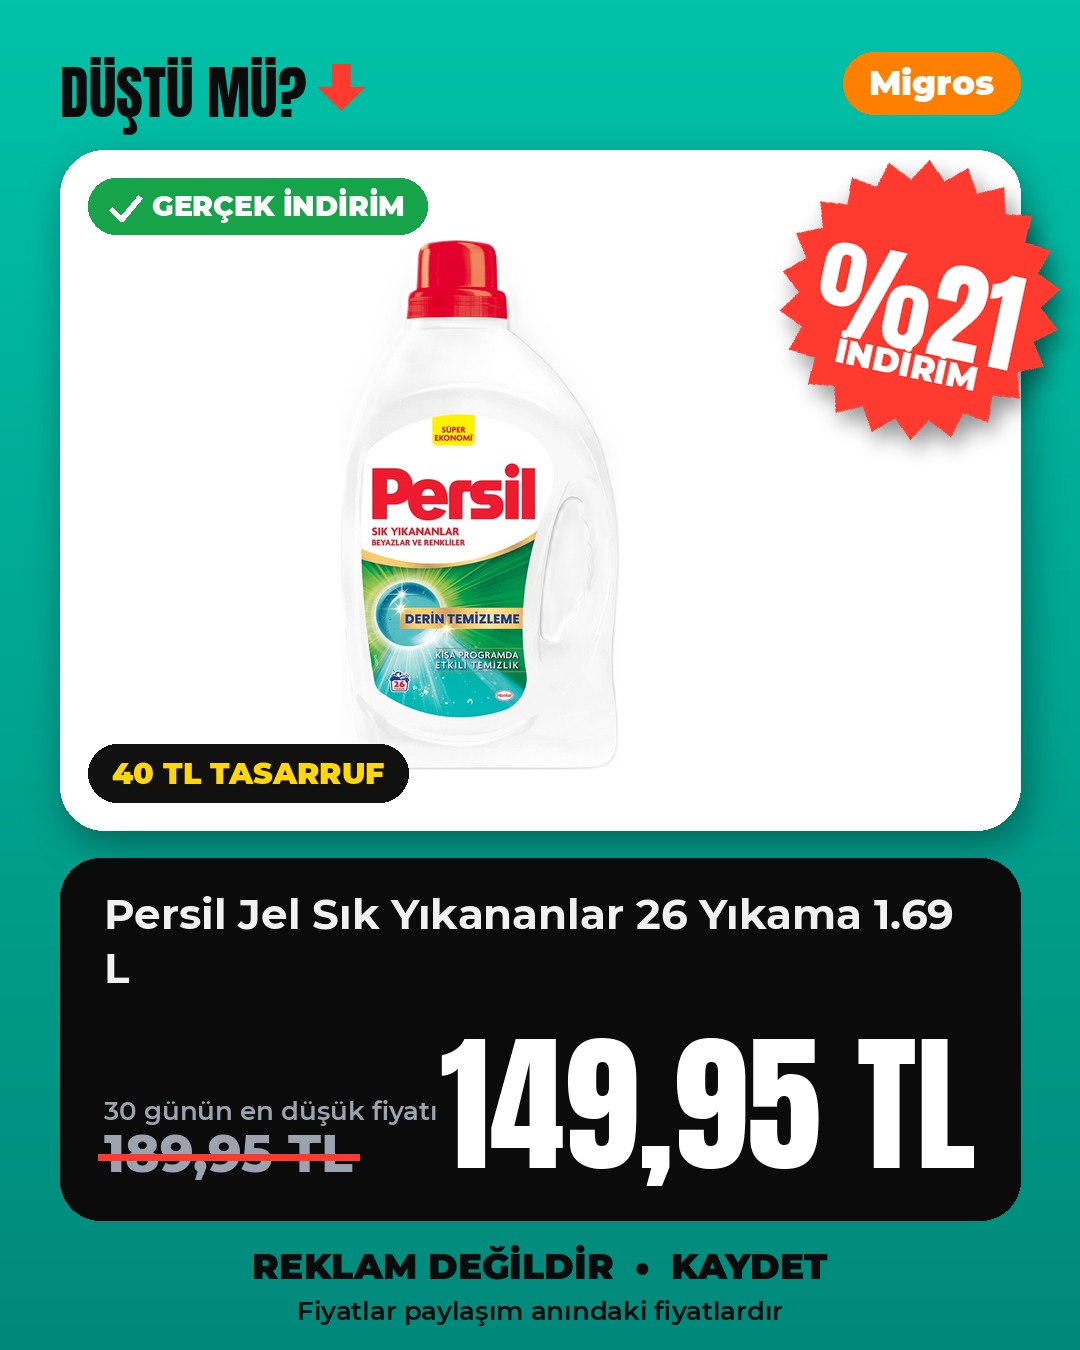 DÜŞTÜ MÜ?
Migros
GERÇEK İNDİRİM
%21
İNDİRİM
SÜPER
EKONOMİ
Persil
SIK YIKANANLAR
BEYAZLAR VE RENKLİLER
DERİN TEMİZLEME
KISA PROGRAMDA
ETKİLİ TEMİZLİK
26
Henkel
40 TL TASARRUF
Persil Jel Sık Yıkananlar 26 Yıkama 1.69
L
30 günün en düşük fiyatı
189,95 TL
149,95 TL
REKLAM DEĞİLDİR • KAYDET
Fiyatlar paylaşım anındaki fiyatlardır